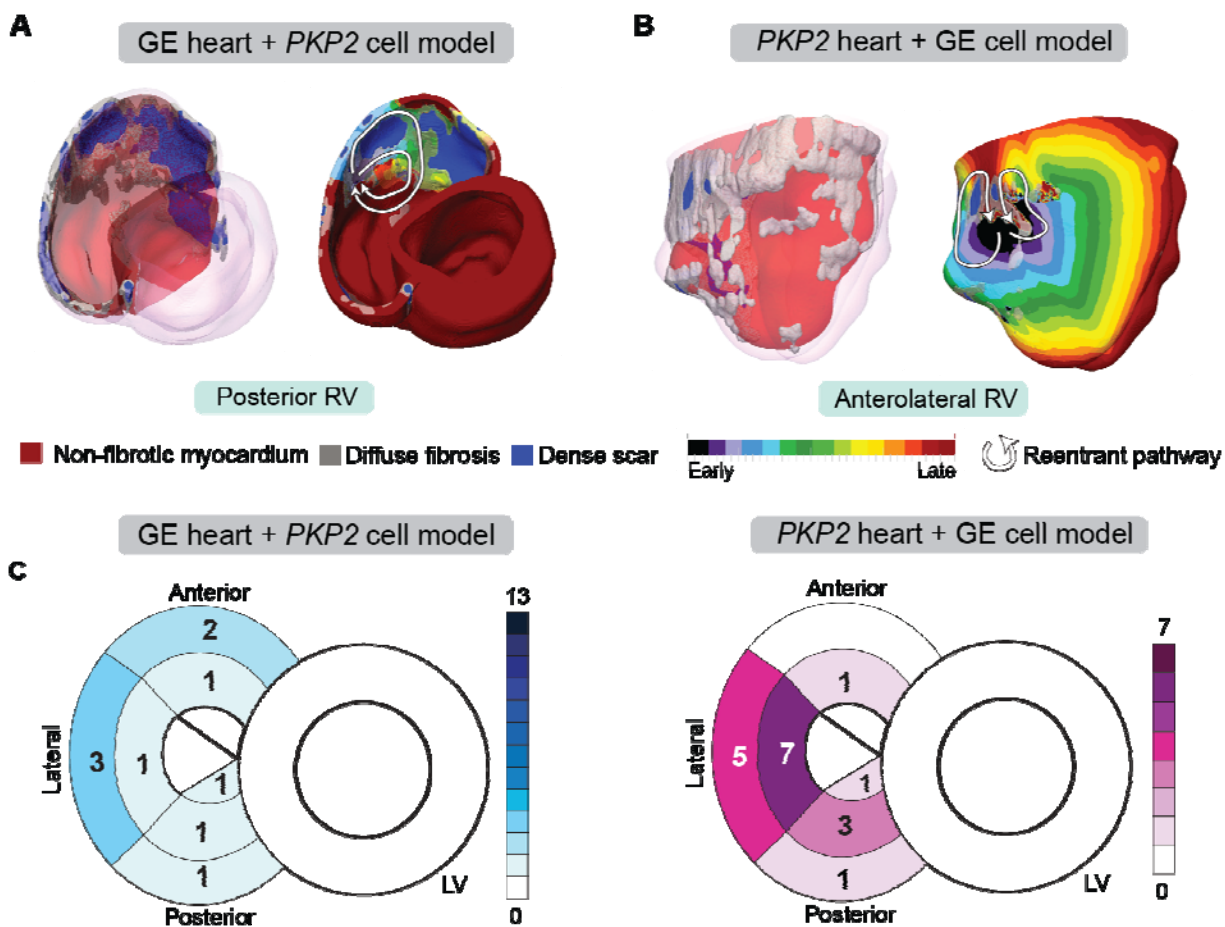 A
GE heart + PKP2 cell model
B
PKP2 heart + GE cell model
Posterior RV
Anterolateral RV
Non-fibrotic myocardium
Diffuse fibrosis
Dense scar
Early
Late
Reentrant pathway
GE heart + PKP2 cell model
PKP2 heart + GE cell model
C
Anterior
2
1
Lateral
3
1
1
1
1
Posterior
LV
13
0
Anterior
1
Lateral
5
7
1
3
1
Posterior
LV
7
0